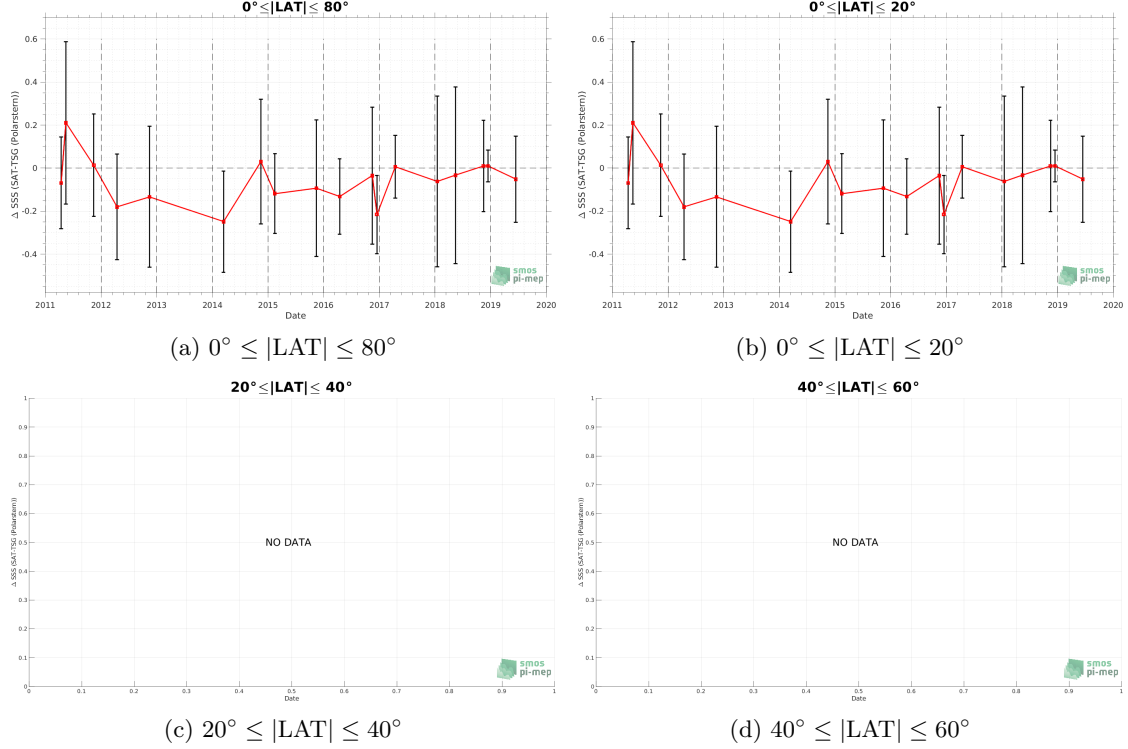 0°≤|LAT|≤ 80°
Δ SSS (SAT-TSG (Polarstern))
0.6
0.4
0.2
0
-0.2
-0.4
2011 2012 2013 2014 2015 2016 2017 2018 2019 2020
Date
smos
pi-mep
(a) 0° ≤ |LAT| ≤ 80°
0°≤|LAT|≤ 20°
Δ SSS (SAT-TSG (Polarstern))
0.6
0.4
0.2
0
-0.2
-0.4
2011 2012 2013 2014 2015 2016 2017 2018 2019 2020
Date
smos
pi-mep
(b) 0° ≤ |LAT| ≤ 20°
20°≤|LAT|≤ 40°
Δ SSS (SAT-TSG (Polarstern))
1
0.9
0.8
0.7
0.6
0.5
0.4
0.3
0.2
0.1
0
NO DATA
0 0.1 0.2 0.3 0.4 0.5 0.6 0.7 0.8 0.9 1
Date
smos
pi-mep
(c) 20° ≤ |LAT| ≤ 40°
40°≤|LAT|≤ 60°
Δ SSS (SAT-TSG (Polarstern))
1
0.9
0.8
0.7
0.6
0.5
0.4
0.3
0.2
0.1
0
NO DATA
0 0.1 0.2 0.3 0.4 0.5 0.6 0.7 0.8 0.9 1
Date
smos
pi-mep
(d) 40° ≤ |LAT| ≤ 60°